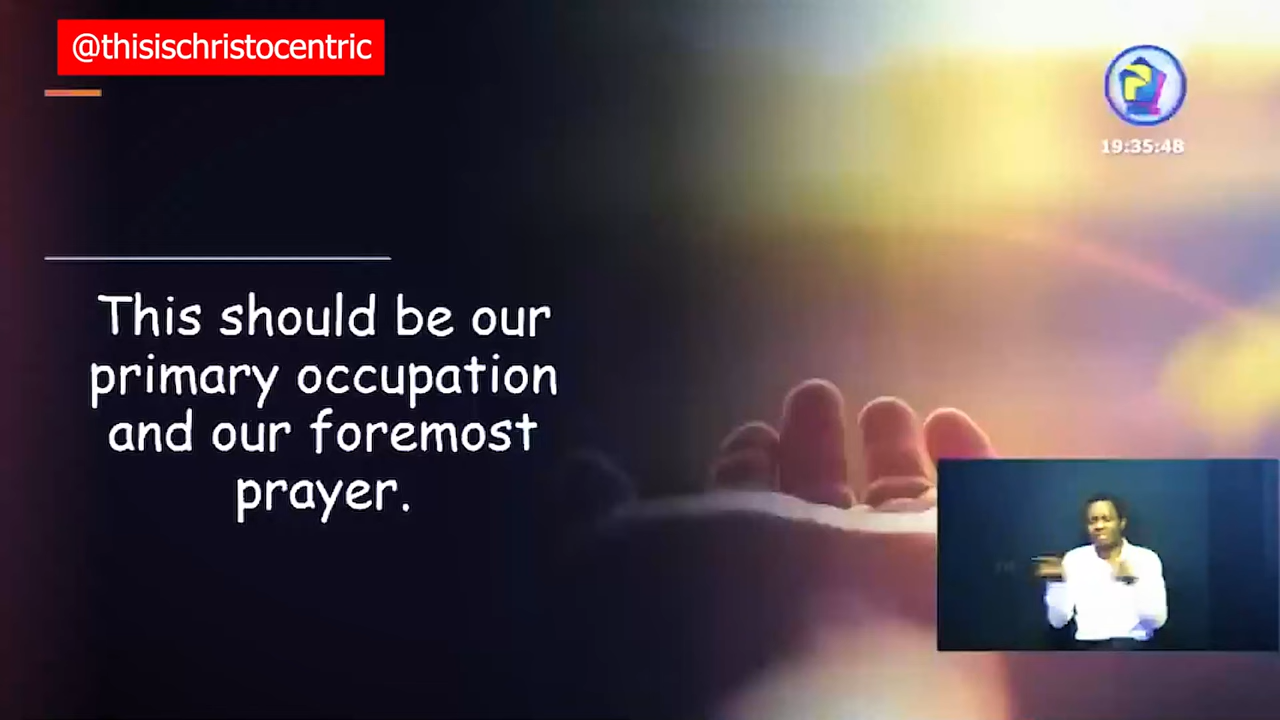 @thisischristocentric
19:35:48
This should be our
primary occupation
and our foremost
prayer.